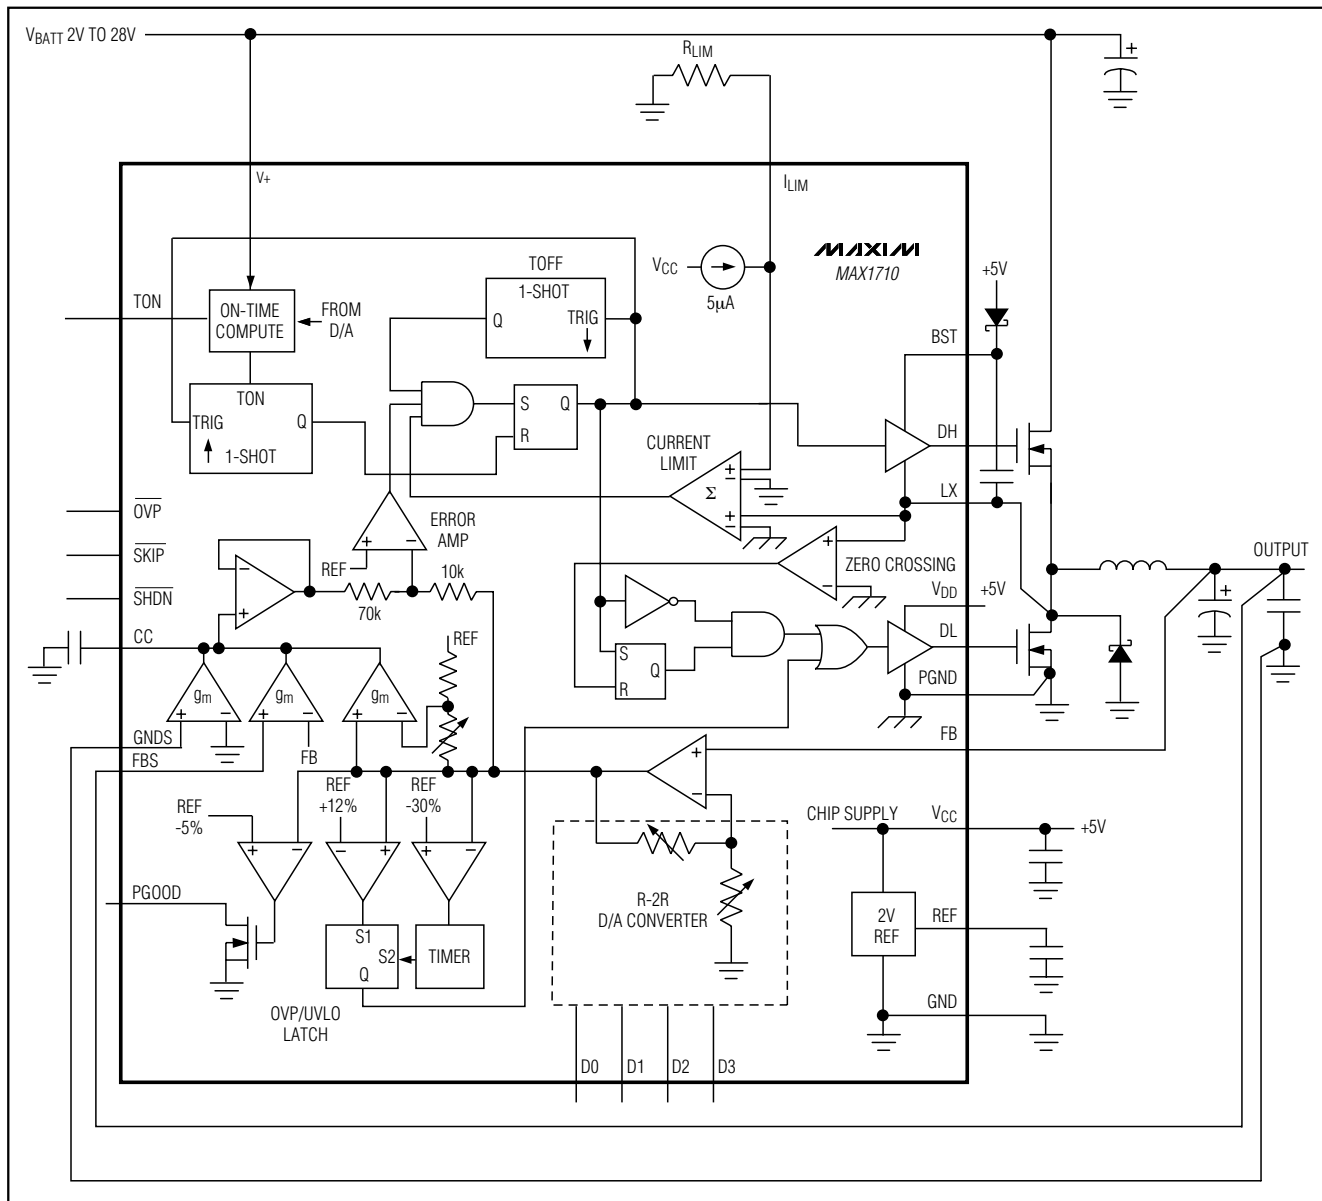 VBATT 2V TO 28V
+
RLIM
V+
ILIM
MAXIM
MAX1710
VCC
5μA
+5V
TOFF
1-SHOT
Q
TRIG
TON
ON-TIME
COMPUTE
FROM
D/A
BST
TON
TRIG
Q
1-SHOT
S
Q
R
DH
CURRENT
LIMIT
+
−
Σ
+
−
LX
OVP
SKIP
SHDN
ERROR
AMP
+
−
REF
10k
70k
−
+
+
−
ZERO CROSSING
OUTPUT
VDD
+5V
+
CC
DL
REF
S
Q
R
PGND
gm
gm
gm
+
−
+
−
+
−
GNDS
FBS
FB
FB
+
−
REF
-5%
REF
+12%
REF
-30%
+
−
−
+
+
−
CHIP SUPPLY
VCC
+5V
PGOOD
R-2R
D/A CONVERTER
2V
REF
REF
S1
S2
Q
TIMER
OVP/UVLO
LATCH
GND
D0
D1
D2
D3